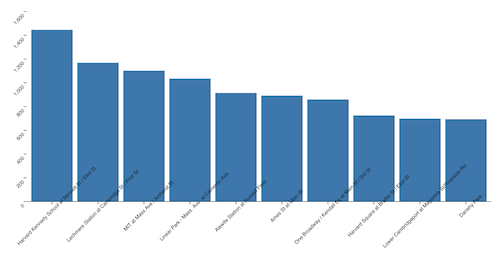 1,600
1,400
1,200
1,000
800
600
400
200
0
Harvard Kennedy School at Bennett St / Eliot St
Lechmere Station at Cambridge St / First St
MIT at Mass Ave / Amherst St
Linear Park - Mass. Ave. at Cameron Ave.
Alewife Station at Russell Field
Ames St at Main St
One Broadway / Kendall Sq at Main St / 3rd St
Harvard Square at Brattle St / Eliot St
Lower Cambridgeport at Magazine St/Riverside Rd
Danehy Park